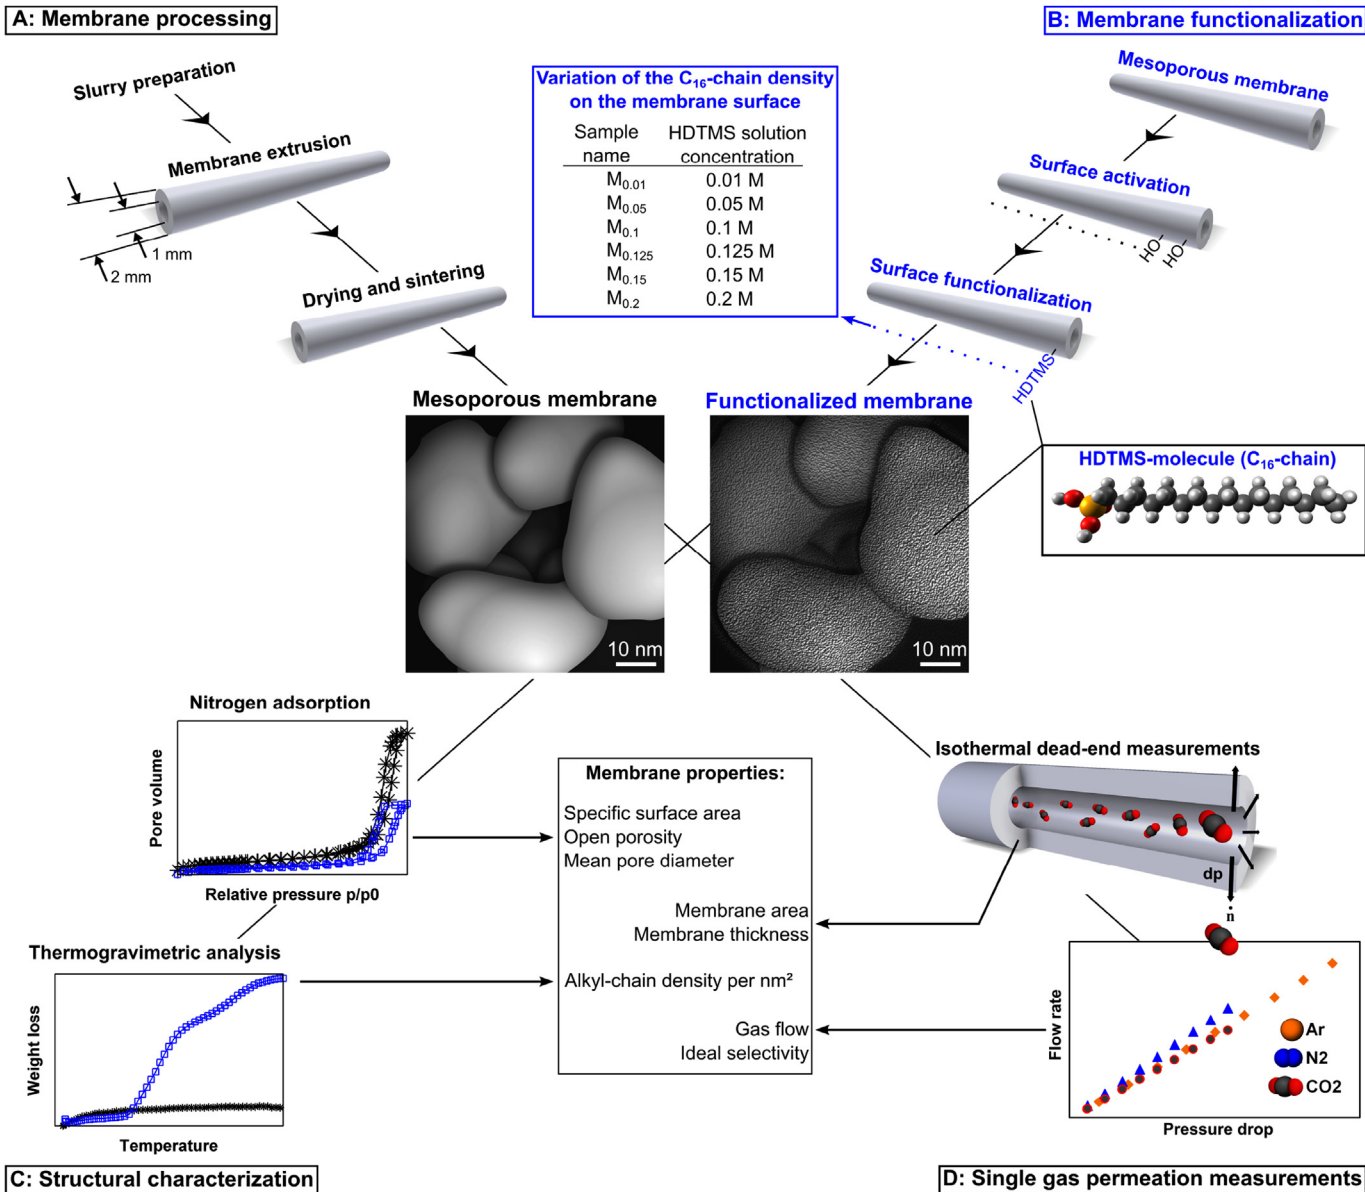 A: Membrane processing
Slurry preparation
Membrane extrusion
1 mm
2 mm
Drying and sintering
Mesoporous membrane
10 nm
Variation of the C₁₆-chain density
on the membrane surface
Sample name HDTMS solution concentration
M₀.₀₁ 0.01 M
M₀.₀₅ 0.05 M
M₀.₁ 0.1 M
M₀.₁₂₅ 0.125 M
M₀.₁₅ 0.15 M
M₀.₂ 0.2 M
B: Membrane functionalization
Mesoporous membrane
Surface activation
HO-
HO-
Surface functionalization
HDTMS-
Functionalized membrane
10 nm
HDTMS-molecule (C₁₆-chain)
Nitrogen adsorption
Pore volume
Relative pressure p/p0
Thermogravimetric analysis
Weight loss
Temperature
C: Structural characterization
Membrane properties:
Specific surface area
Open porosity
Mean pore diameter
Membrane area
Membrane thickness
Alkyl-chain density per nm²
Gas flow
Ideal selectivity
Isothermal dead-end measurements
dp
ṅ
Flow rate
Ar
N2
CO2
Pressure drop
D: Single gas permeation measurements